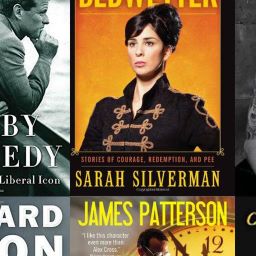 BEDWETTER
BY
EDY
Liberal Icon
STORIES OF COURAGE, REDEMPTION, AND PEE
SARAH SILVERMAN
ARD
ON
JAMES PATTERSON
"I like this character
even more than
Alex Cross."
12